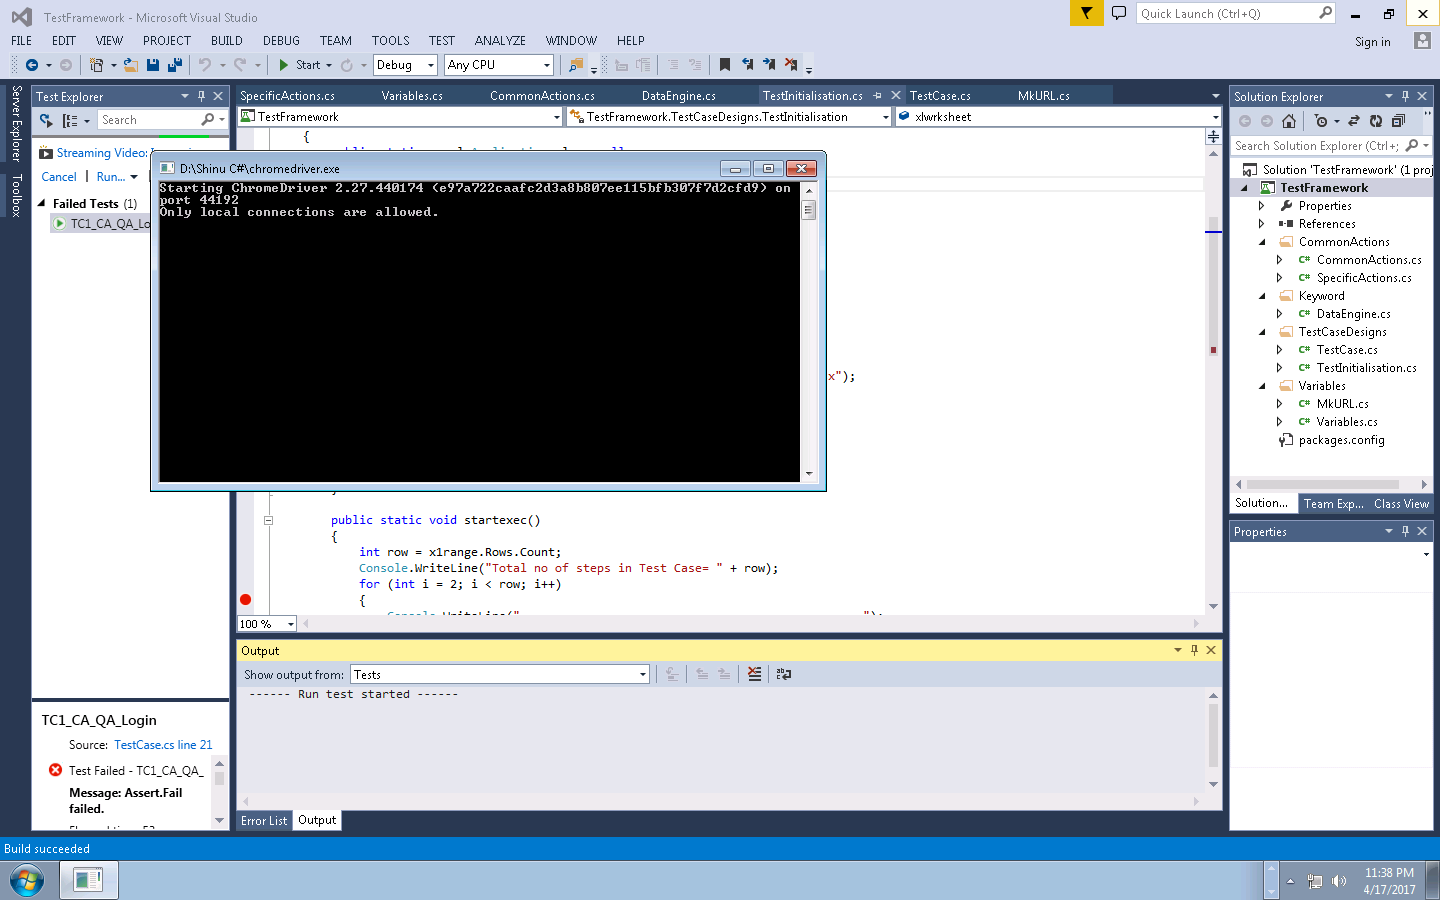 TestFramework - Microsoft Visual Studio
Quick Launch (Ctrl+Q)
FILE EDIT VIEW PROJECT BUILD DEBUG TEAM TOOLS TEST ANALYZE WINDOW HELP
Sign in
Start Debug Any CPU
Server Explorer
Toolbox
Test Explorer
Search
Streaming Video:
Cancel Run...
Failed Tests (1)
TC1_CA_QA_Lo
SpecificActions.cs Variables.cs CommonActions.cs DataEngine.cs TestInitialisation.cs TestCase.cs MkURL.cs
TestFramework TestFramework.TestCaseDesigns.TestInitialisation xlwrksheet
{
D:\Shinu C#\chromedriver.exe
Starting ChromeDriver 2.27.440174 (e97a722caafc2d3a8b807ee115bfb307f7d2cfd9) on
port 44192
Only local connections are allowed.
x");
public static void startexec()
{
int row = x1range.Rows.Count;
Console.WriteLine("Total no of steps in Test Case= " + row);
for (int i = 2; i < row; i++)
{
100 %
Output
Show output from: Tests
------ Run test started ------
Error List Output
TC1_CA_QA_Login
Source: TestCase.cs line 21
Test Failed - TC1_CA_QA_
Message: Assert.Fail
failed.
Solution Explorer
Search Solution Explorer (Ctrl+;
Solution 'TestFramework' (1 proj
TestFramework
Properties
References
CommonActions
CommonActions.cs
SpecificActions.cs
Keyword
DataEngine.cs
TestCaseDesigns
TestCase.cs
TestInitialisation.cs
Variables
MkURL.cs
Variables.cs
packages.config
Solution... Team Exp... Class View
Properties
Build succeeded
11:38 PM
4/17/2017